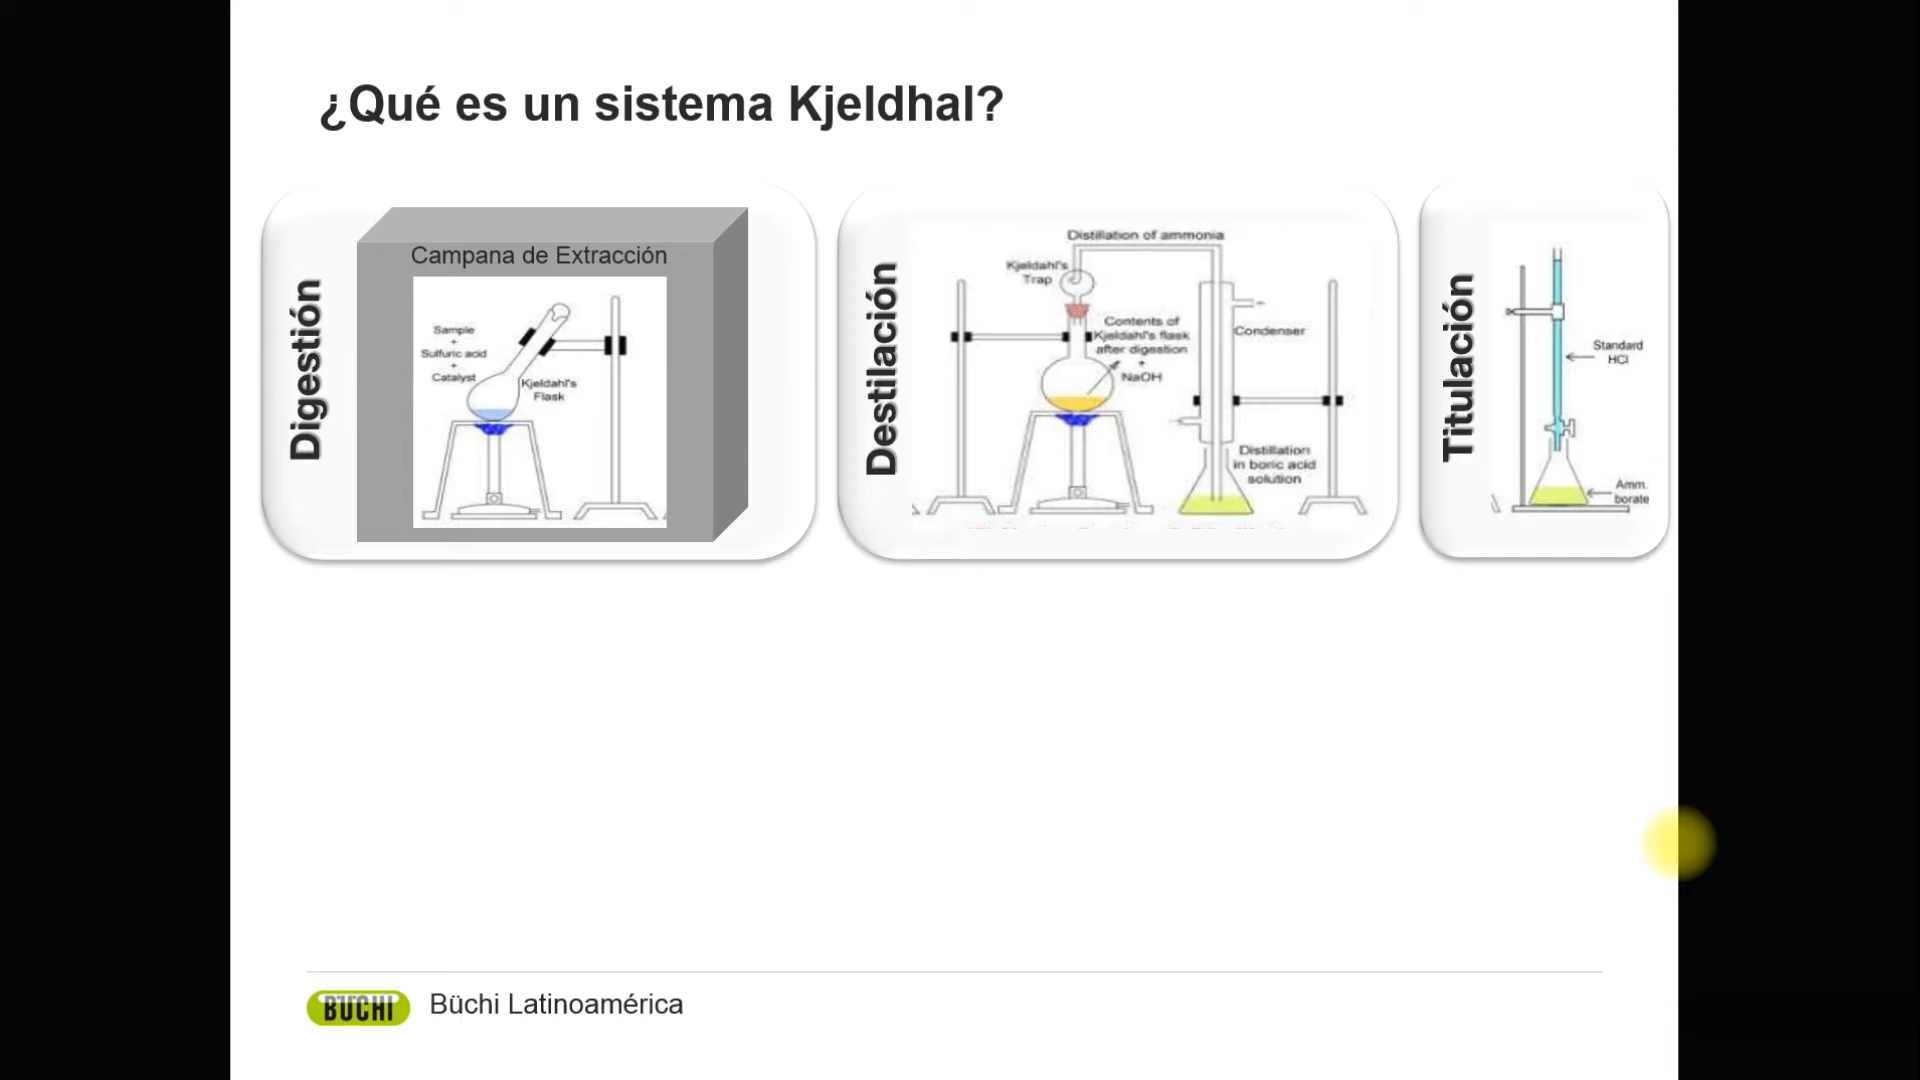 ¿Qué es un sistema Kjeldhal?
Digestión
Campana de Extracción
Sample
+
Sulfuric acid
+
Catalyst
Kjeldahl's
Flask
Destilación
Distillation of ammonia
Kjeldahl's
Trap
Contents of
Kjeldahl's flask
after digestion
+
NaOH
Condenser
Distillation
in boric acid
solution
Titulación
Standard
HCl
Amm.
borate
BUCHI
Büchi Latinoamérica